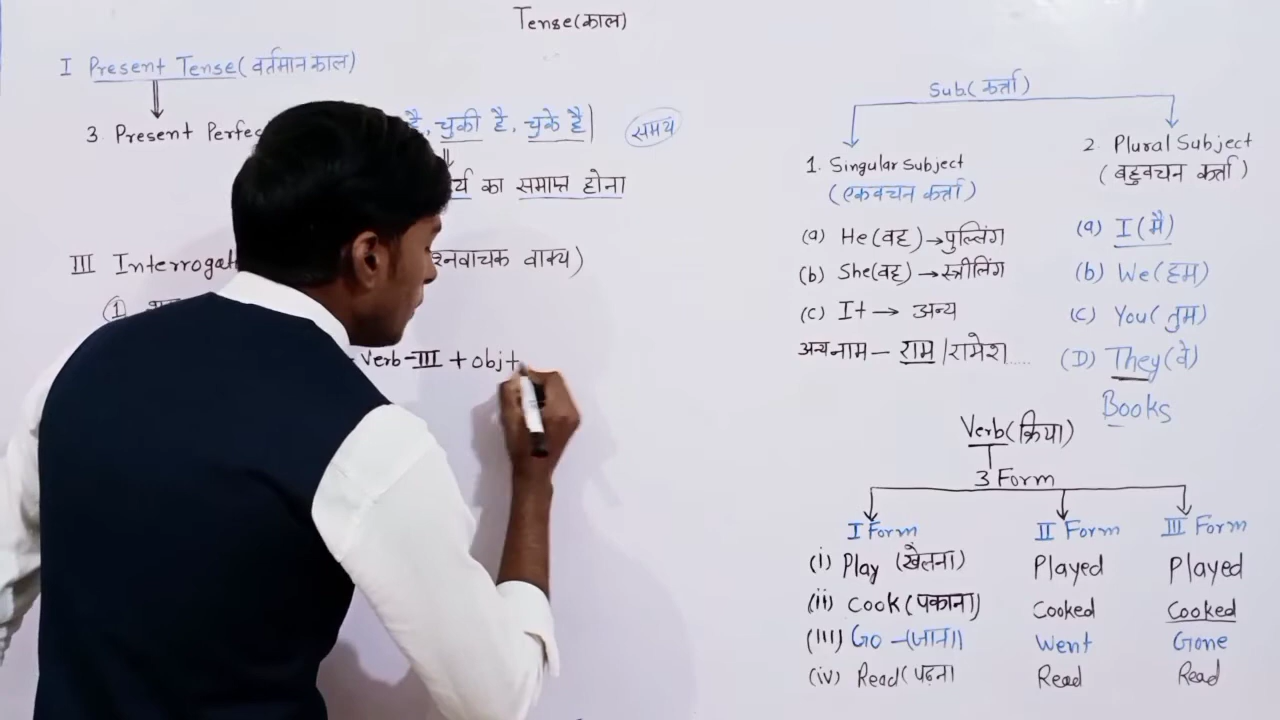 Tense(काल)
I Present Tense(वर्तमान काल)
3. Present Perfec
है, चुकी है, चुके है|
समय
र्य का समाप्त होना
III Interrogat
श्नवाचक वाक्य)
①
Verb-III + obj+
Sub.(कर्त्ता)
1. Singular Subject
(एकवचन कर्त्ता)
(a) He(वह)→पुल्लिंग
(b) She(वह)→स्त्रीलिंग
(c) It → अन्य
अन्य नाम – राम/रामेश.....
2. Plural Subject
(बहुवचन कर्त्ता)
(a) I(मै)
(b) We(हम)
(c) You(तुम)
(D) They(वे)
Books
Verb(क्रिया)
3 Form
I Form II Form III Form
(i) Play (खेलना) Played Played
(ii) Cook(पकाना) Cooked Cooked
(III) Go –(जाना) Went Gone
(iv) Read(पढ़ना Read Read